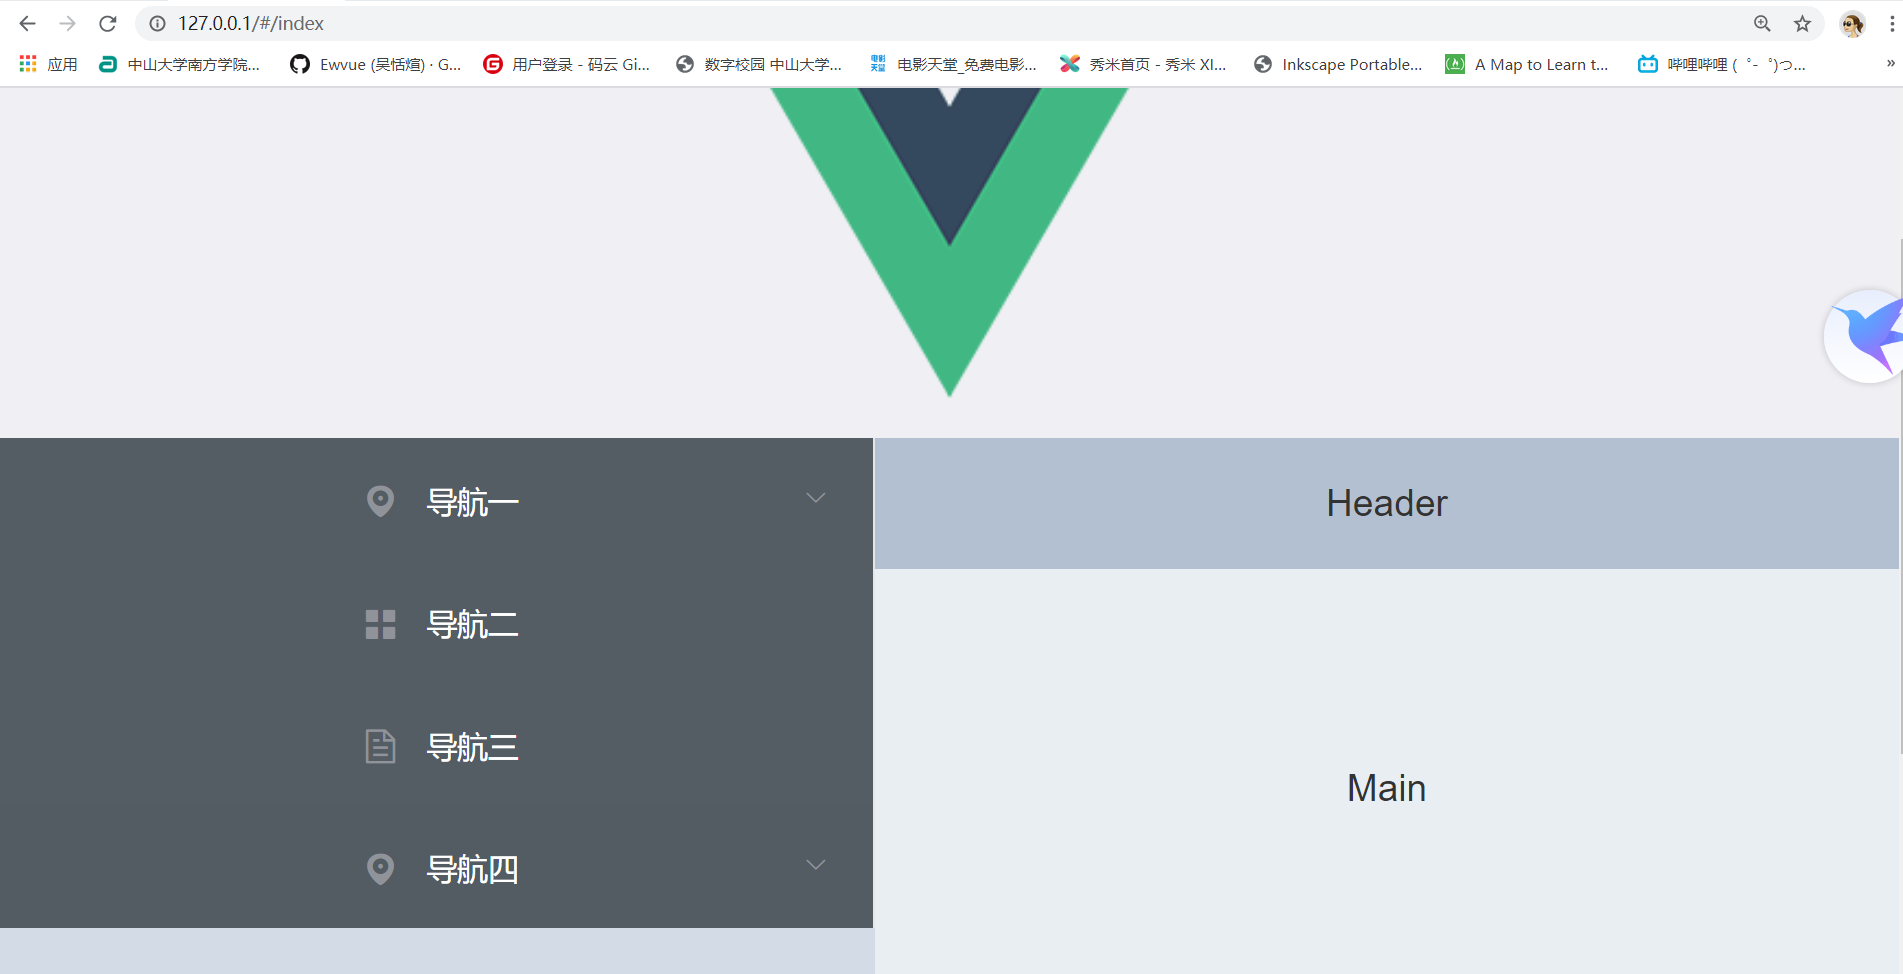 127.0.0.1/#/index
应用 中山大学南方学院... Ewvue (吴恬煊) · G... 用户登录 - 码云 Gi... 数字校园 中山大学... 电影天堂_免费电影... 秀米首页 - 秀米 XI... Inkscape Portable... A Map to Learn t... 哔哩哔哩 ( ゜- ゜)つ... »
导航一
Header
导航二
导航三
Main
导航四